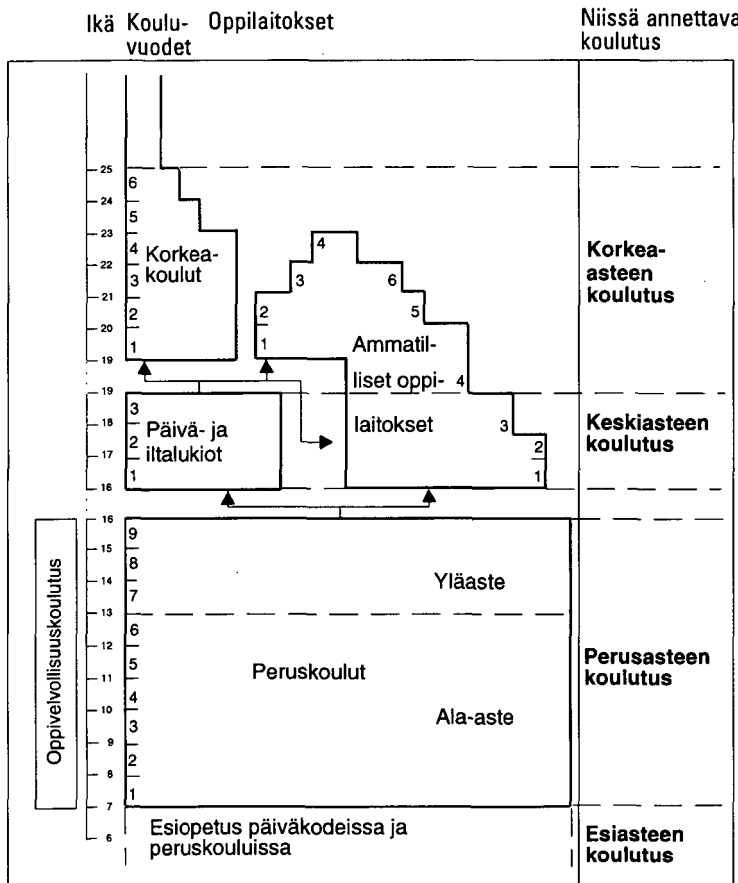 Ikä Koulu- Oppilaitokset Niissä annettava
vuodet koulutus
25
6
24
5
23
4
4
Korkea-
koulut
22
3
3
6
Korkea-
asteen
koulutus
21
2
2
5
20
1
1
Ammatil-
19
liset oppi-
4
19
3
18
Päivä- ja
iltalukiot
laitokset
3
Keskiasteen
koulutus
2
2
17
1
1
16
16
9
15
8
14
7
Yläaste
13
6
12
5
Peruskoulut
Perusasteen
koulutus
11
4
10
3
Ala-aste
9
2
8
1
7
Oppivelvollisuuskoulutus
6
Esiopetus päiväkodeissa ja
peruskouluissa
Esiasteen
koulutus